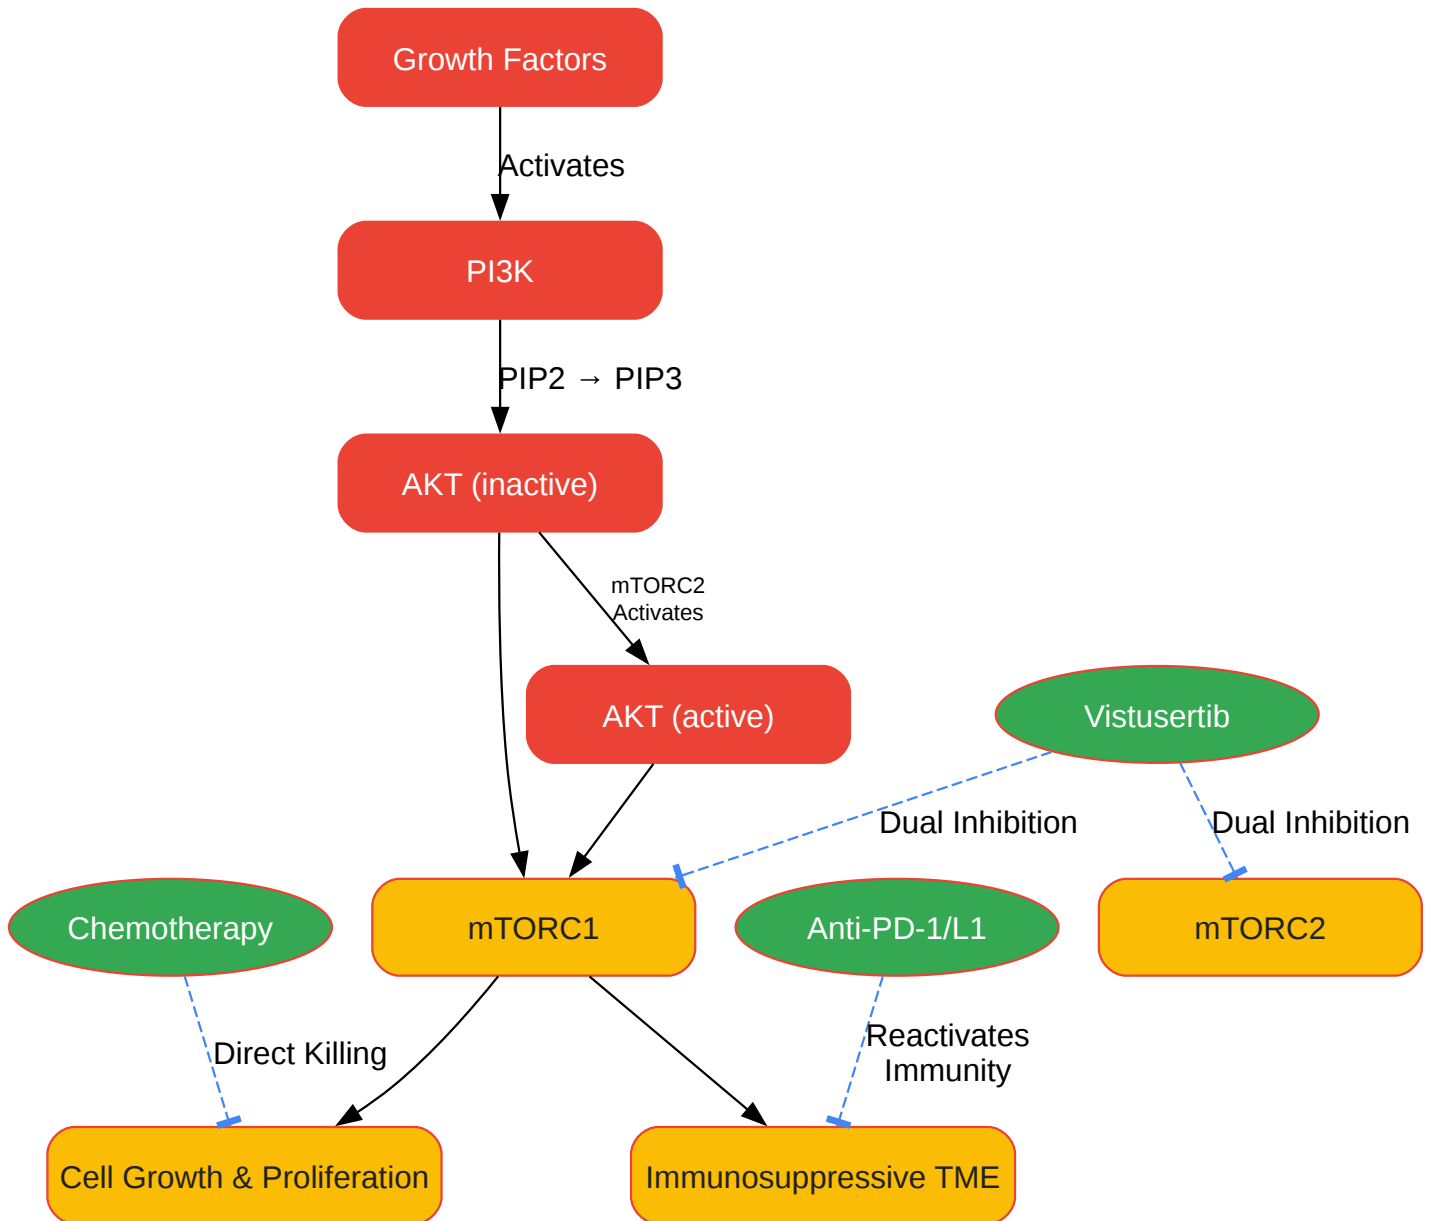 Growth Factors
Activates
PI3K
PIP2 → PIP3
AKT (inactive)
mTORC2
Activates
AKT (active)
Vistusertib
Dual Inhibition
Dual Inhibition
Chemotherapy
mTORC1
Anti-PD-1/L1
mTORC2
Direct Killing
Reactivates
Immunity
Cell Growth & Proliferation
Immunosuppressive TME